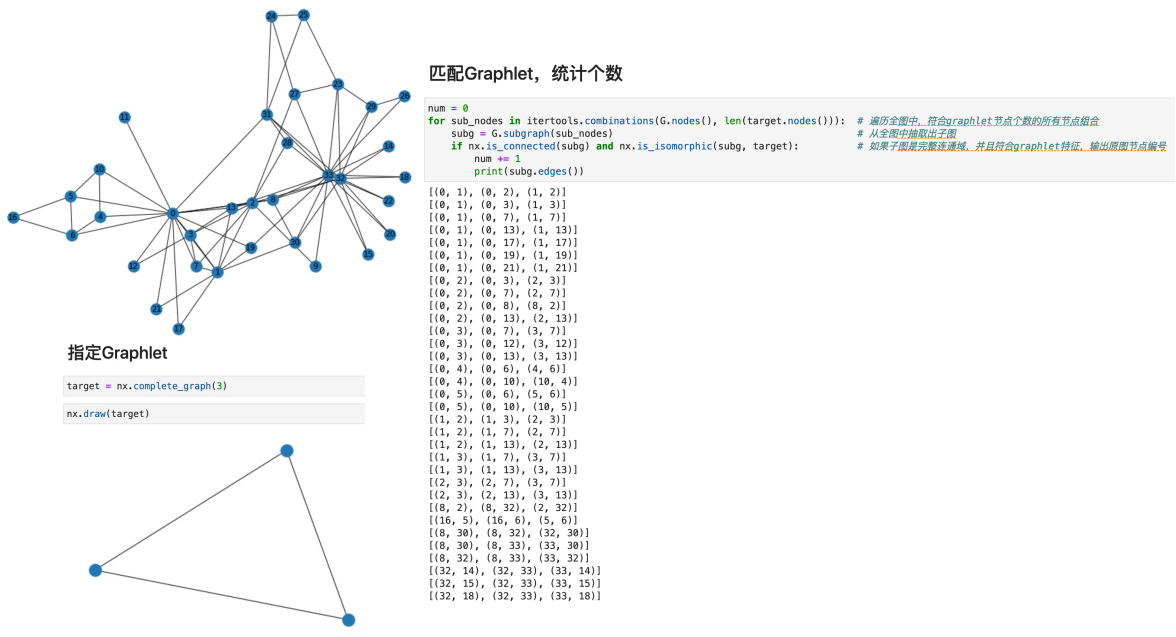 24 25
23
27
29 26
11
31
28
14
10
33 32 18
5
13 2 8 22
16 4 0
6 3 20
19 30
15
12 7 1 9
21
17
指定Graphlet
target = nx.complete_graph(3)
nx.draw(target)
匹配Graphlet，统计个数
num = 0
for sub_nodes in itertools.combinations(G.nodes(), len(target.nodes())):  # 遍历全图中，符合graphlet节点个数的所有节点组合
    subg = G.subgraph(sub_nodes)  # 从全图中抽取出子图
    if nx.is_connected(subg) and nx.is_isomorphic(subg, target):  # 如果子图是完整连通域，并且符合graphlet特征，输出原图节点编号
        num += 1
        print(subg.edges())
[(0, 1), (0, 2), (1, 2)]
[(0, 1), (0, 3), (1, 3)]
[(0, 1), (0, 7), (1, 7)]
[(0, 1), (0, 13), (1, 13)]
[(0, 1), (0, 17), (1, 17)]
[(0, 1), (0, 19), (1, 19)]
[(0, 1), (0, 21), (1, 21)]
[(0, 2), (0, 3), (2, 3)]
[(0, 2), (0, 7), (2, 7)]
[(0, 2), (0, 8), (8, 2)]
[(0, 2), (0, 13), (2, 13)]
[(0, 3), (0, 7), (3, 7)]
[(0, 3), (0, 12), (3, 12)]
[(0, 3), (0, 13), (3, 13)]
[(0, 4), (0, 6), (4, 6)]
[(0, 4), (0, 10), (10, 4)]
[(0, 5), (0, 6), (5, 6)]
[(0, 5), (0, 10), (10, 5)]
[(1, 2), (1, 3), (2, 3)]
[(1, 2), (1, 7), (2, 7)]
[(1, 2), (1, 13), (2, 13)]
[(1, 3), (1, 7), (3, 7)]
[(1, 3), (1, 13), (3, 13)]
[(2, 3), (2, 7), (3, 7)]
[(2, 3), (2, 13), (3, 13)]
[(8, 2), (8, 32), (2, 32)]
[(16, 5), (16, 6), (5, 6)]
[(8, 30), (8, 32), (32, 30)]
[(8, 30), (8, 33), (33, 30)]
[(8, 32), (8, 33), (33, 32)]
[(32, 14), (32, 33), (33, 14)]
[(32, 15), (32, 33), (33, 15)]
[(32, 18), (32, 33), (33, 18)]